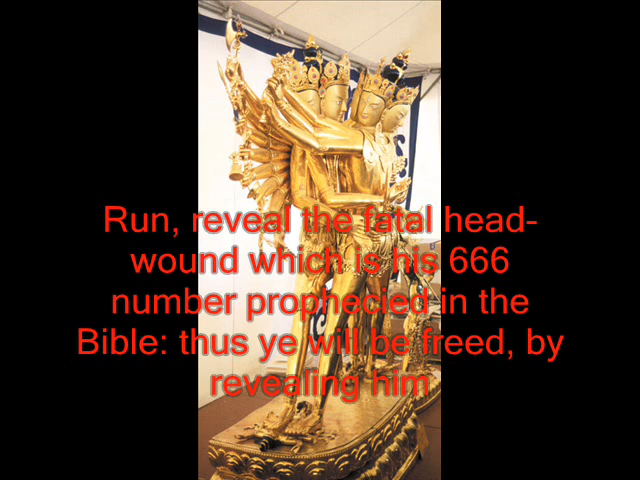 Run, reveal the fatal head-
wound which is his 666
number prophecied in the
Bible: thus ye will be freed, by
revealing him